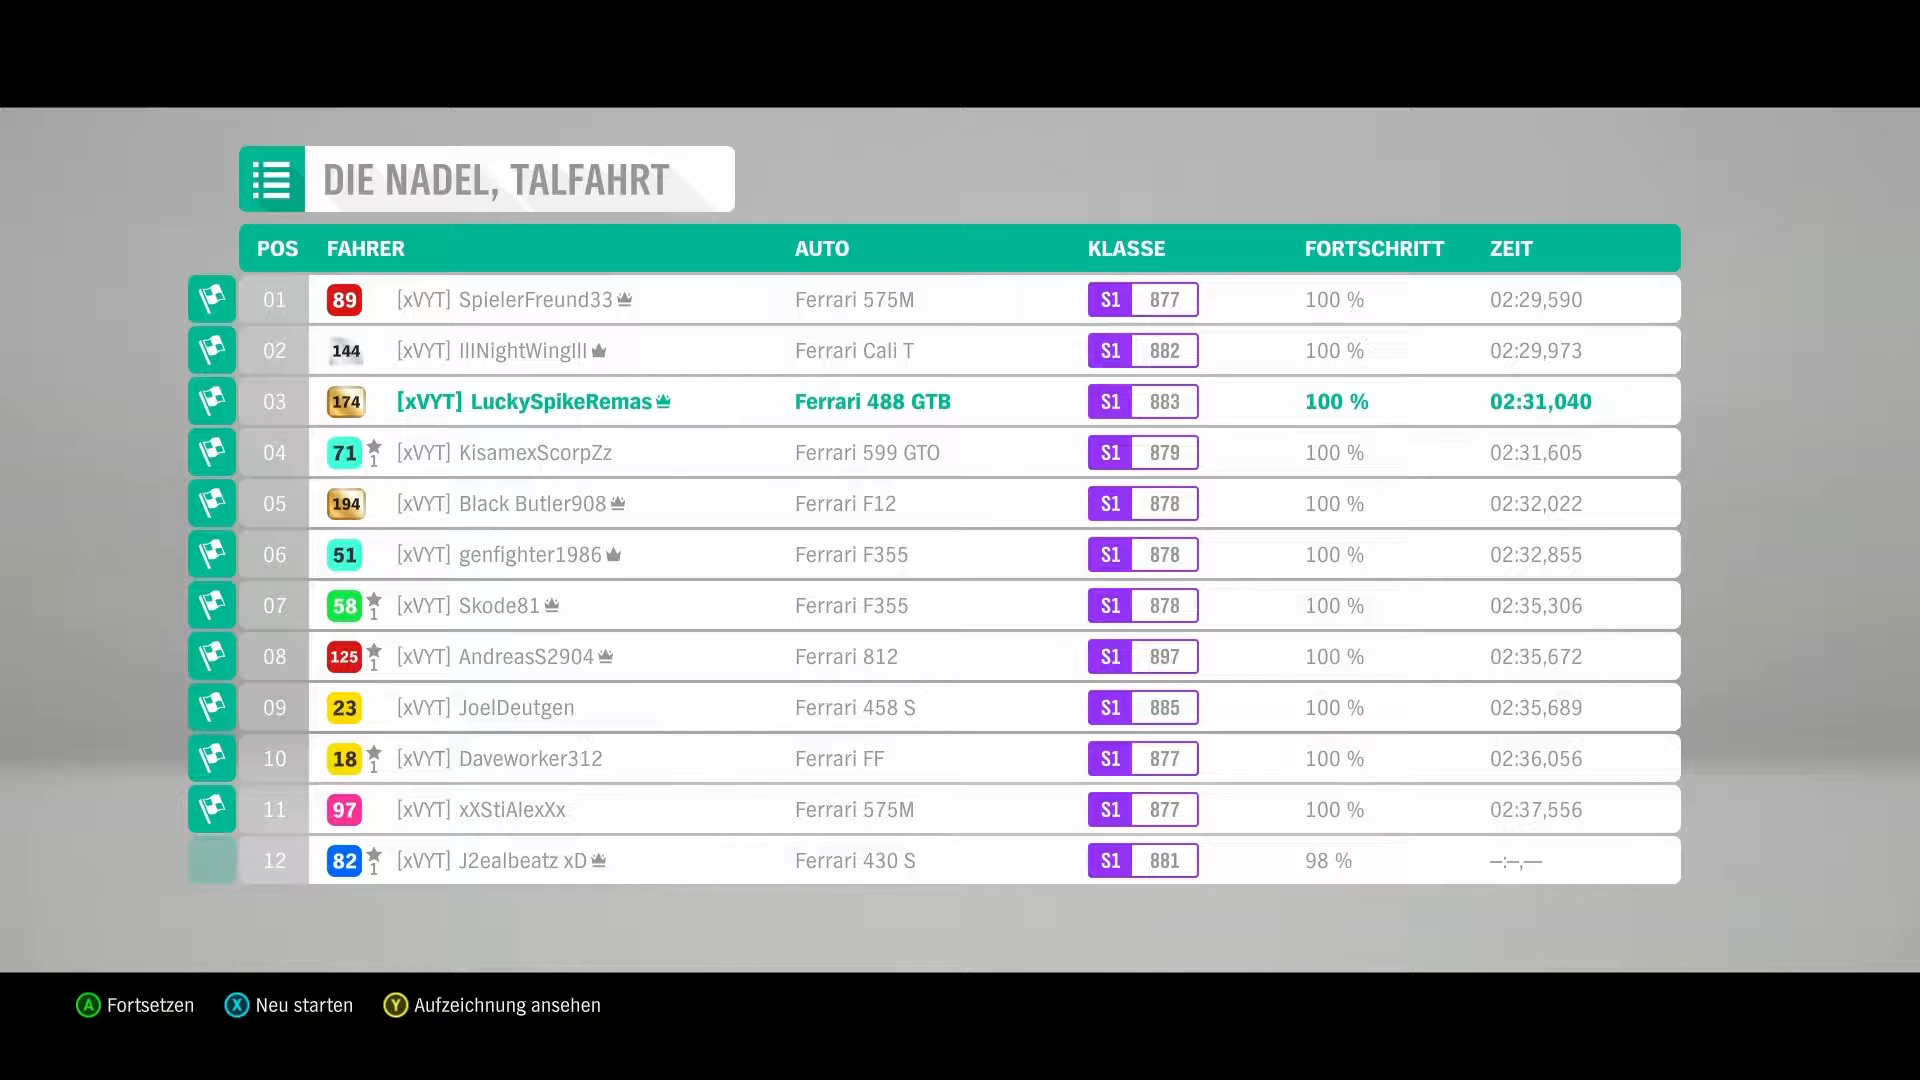 DIE NADEL, TALFAHRT
POS FAHRER AUTO KLASSE FORTSCHRITT ZEIT
01 89 [xVYT] SpielerFreund33 Ferrari 575M S1 877 100 % 02:29,590
02 144 [xVYT] IIINightWingIII Ferrari Cali T S1 882 100 % 02:29,973
03 174 [xVYT] LuckySpikeRemas Ferrari 488 GTB S1 883 100 % 02:31,040
04 71 1 [xVYT] KisamexScorpZz Ferrari 599 GTO S1 879 100 % 02:31,605
05 194 [xVYT] Black Butler908 Ferrari F12 S1 878 100 % 02:32,022
06 51 [xVYT] genfighter1986 Ferrari F355 S1 878 100 % 02:32,855
07 58 1 [xVYT] Skode81 Ferrari F355 S1 878 100 % 02:35,306
08 125 1 [xVYT] AndreasS2904 Ferrari 812 S1 897 100 % 02:35,672
09 23 [xVYT] JoelDeutgen Ferrari 458 S S1 885 100 % 02:35,689
10 18 1 [xVYT] Daveworker312 Ferrari FF S1 877 100 % 02:36,056
11 97 [xVYT] xXStiAlexXx Ferrari 575M S1 877 100 % 02:37,556
12 82 1 [xVYT] J2ealbeatz xD Ferrari 430 S S1 881 98 % –:–,––
A Fortsetzen X Neu starten Y Aufzeichnung ansehen